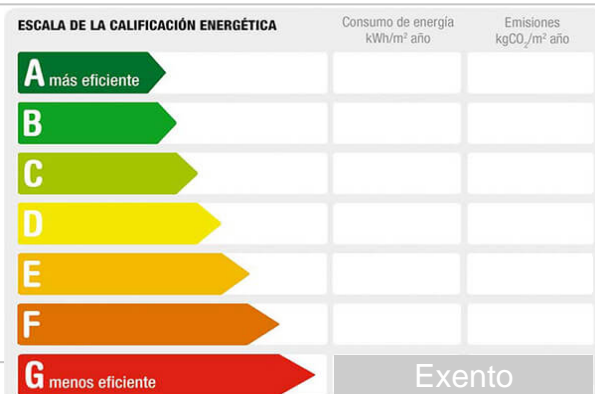 ESCALA DE LA CALIFICACIÓN ENERGÉTICA
Consumo de energía
kWh/m² año
Emisiones
kgCO₂/m² año
A más eficiente
B
C
D
E
F
G menos eficiente
Exento